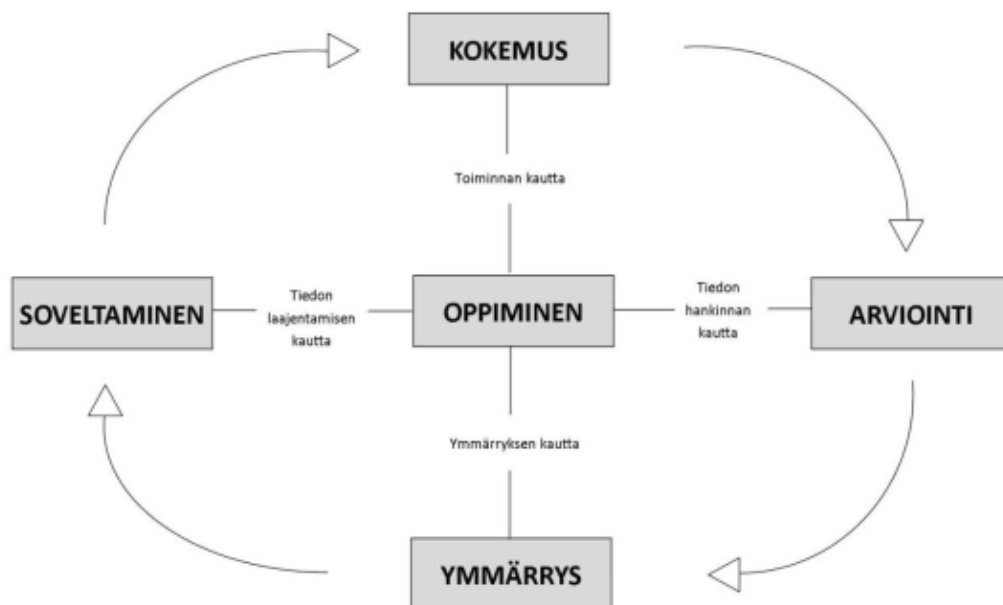 KOKEMUS
Toiminnan kautta
SOVELTAMINEN
Tiedon
laajentamisen
kautta
OPPIMINEN
Tiedon
hankinnan
kautta
ARVIOINTI
Ymmärryksen kautta
YMMÄRRYS